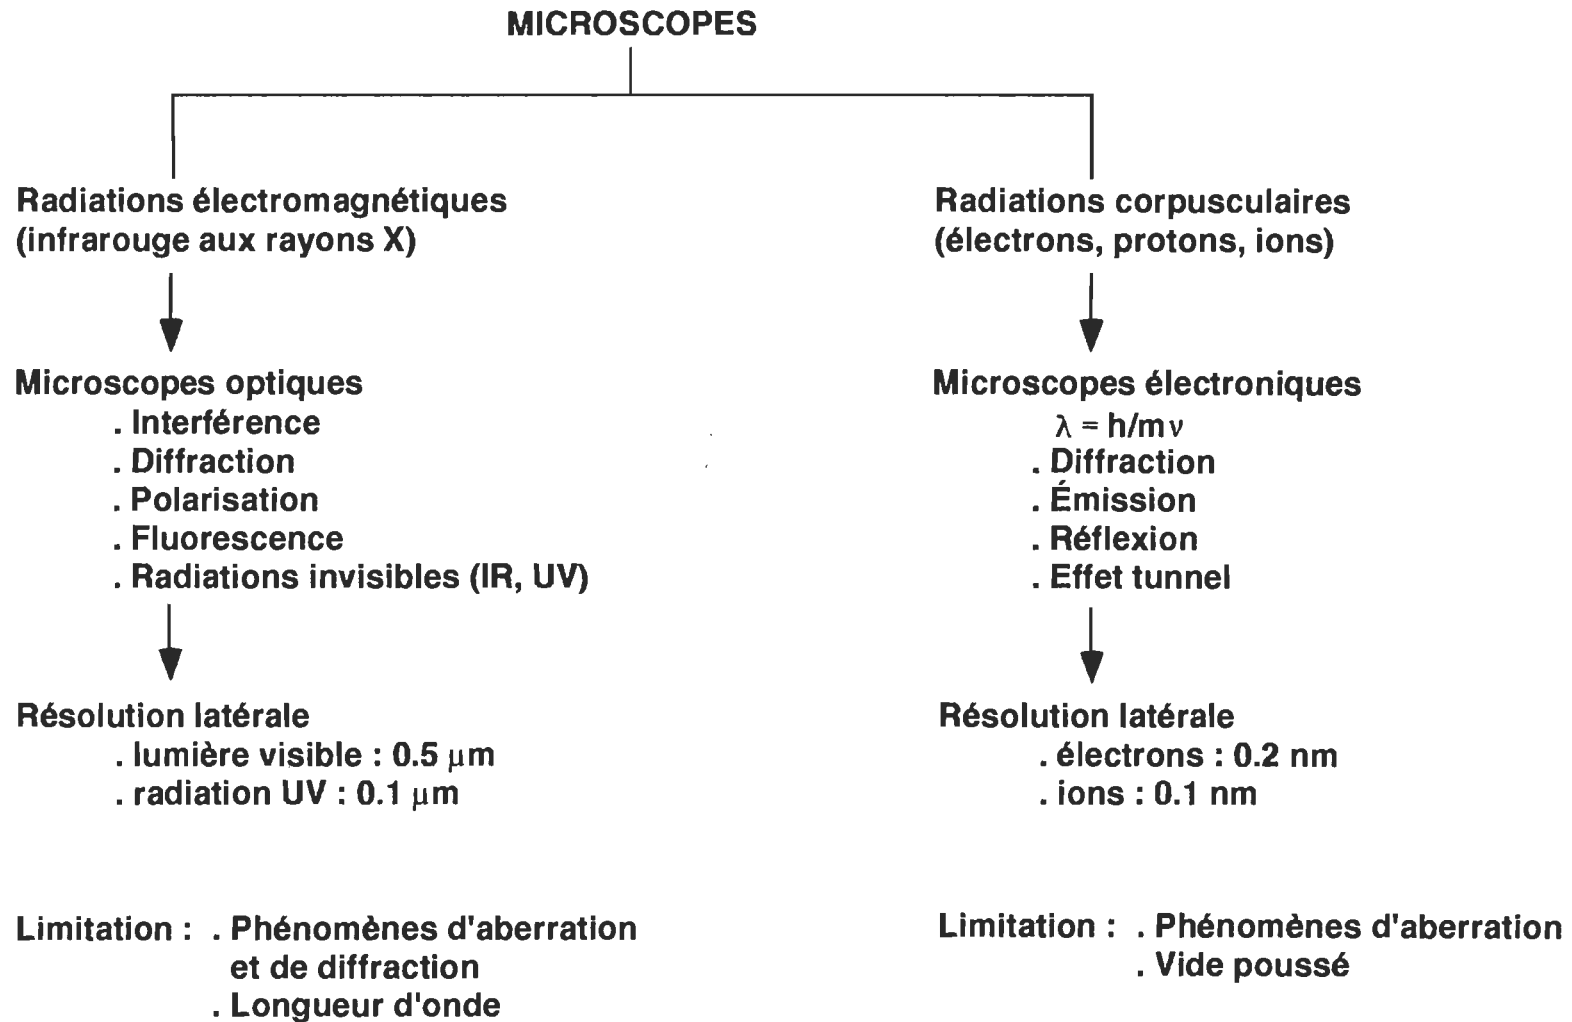 MICROSCOPES
Radiations électromagnétiques
(infrarouge aux rayons X)
Microscopes optiques
. Interférence
. Diffraction
. Polarisation
. Fluorescence
. Radiations invisibles (IR, UV)
Résolution latérale
. lumière visible : 0.5 μm
. radiation UV : 0.1 μm
Limitation : . Phénomènes d'aberration
et de diffraction
. Longueur d'onde
Radiations corpusculaires
(électrons, protons, ions)
Microscopes électroniques
λ = h/mν
. Diffraction
. Émission
. Réflexion
. Effet tunnel
Résolution latérale
. électrons : 0.2 nm
. ions : 0.1 nm
Limitation : . Phénomènes d'aberration
. Vide poussé